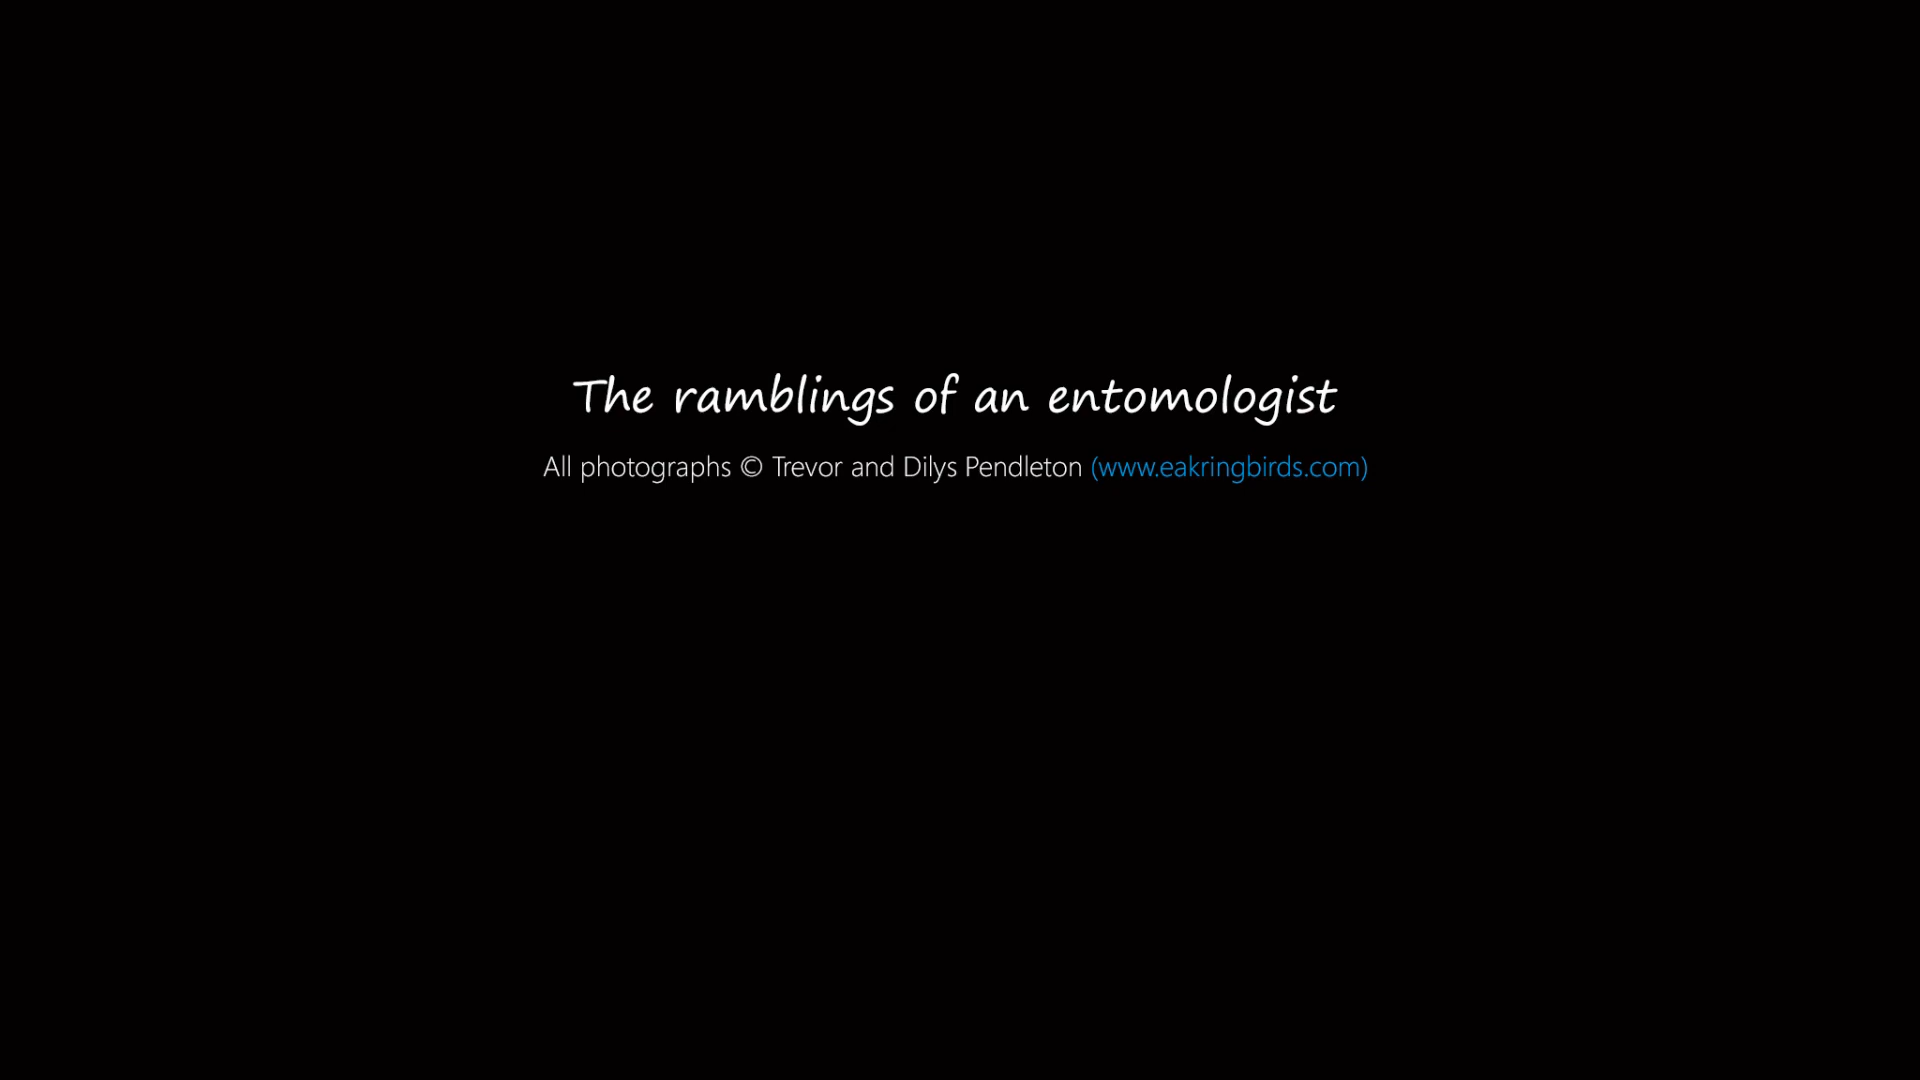 The ramblings of an entomologist
All photographs © Trevor and Dilys Pendleton (www.eakringbirds.com)